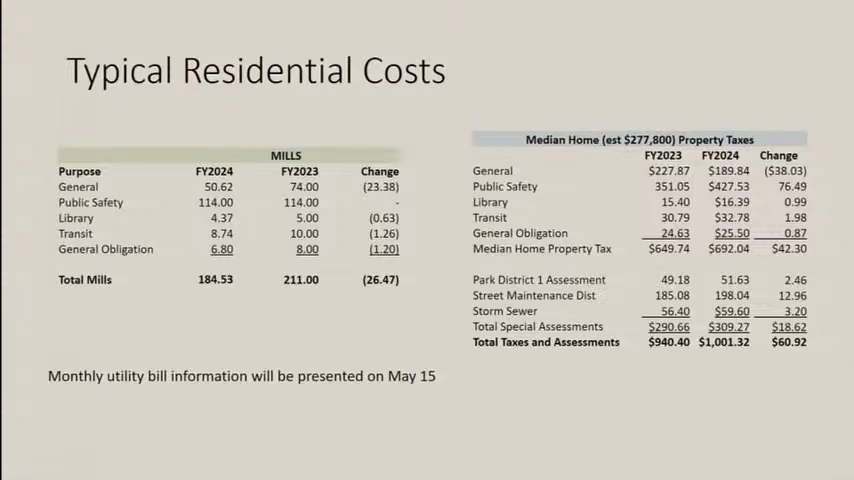 Typical Residential Costs
MILLS
Purpose FY2024 FY2023 Change
General 50.62 74.00 (23.38)
Public Safety 114.00 114.00 -
Library 4.37 5.00 (0.63)
Transit 8.74 10.00 (1.26)
General Obligation 6.80 8.00 (1.20)
Total Mills 184.53 211.00 (26.47)
Median Home (est $277,800) Property Taxes
FY2023 FY2024 Change
General $227.87 $189.84 ($38.03)
Public Safety 351.05 $427.53 76.49
Library 15.40 $16.39 0.99
Transit 30.79 $32.78 1.98
General Obligation 24.63 $25.50 0.87
Median Home Property Tax $649.74 $692.04 $42.30
Park District 1 Assessment 49.18 51.63 2.46
Street Maintenance Dist 185.08 198.04 12.96
Storm Sewer 56.40 $59.60 3.20
Total Special Assessments $290.66 $309.27 $18.62
Total Taxes and Assessments $940.40 $1,001.32 $60.92
Monthly utility bill information will be presented on May 15